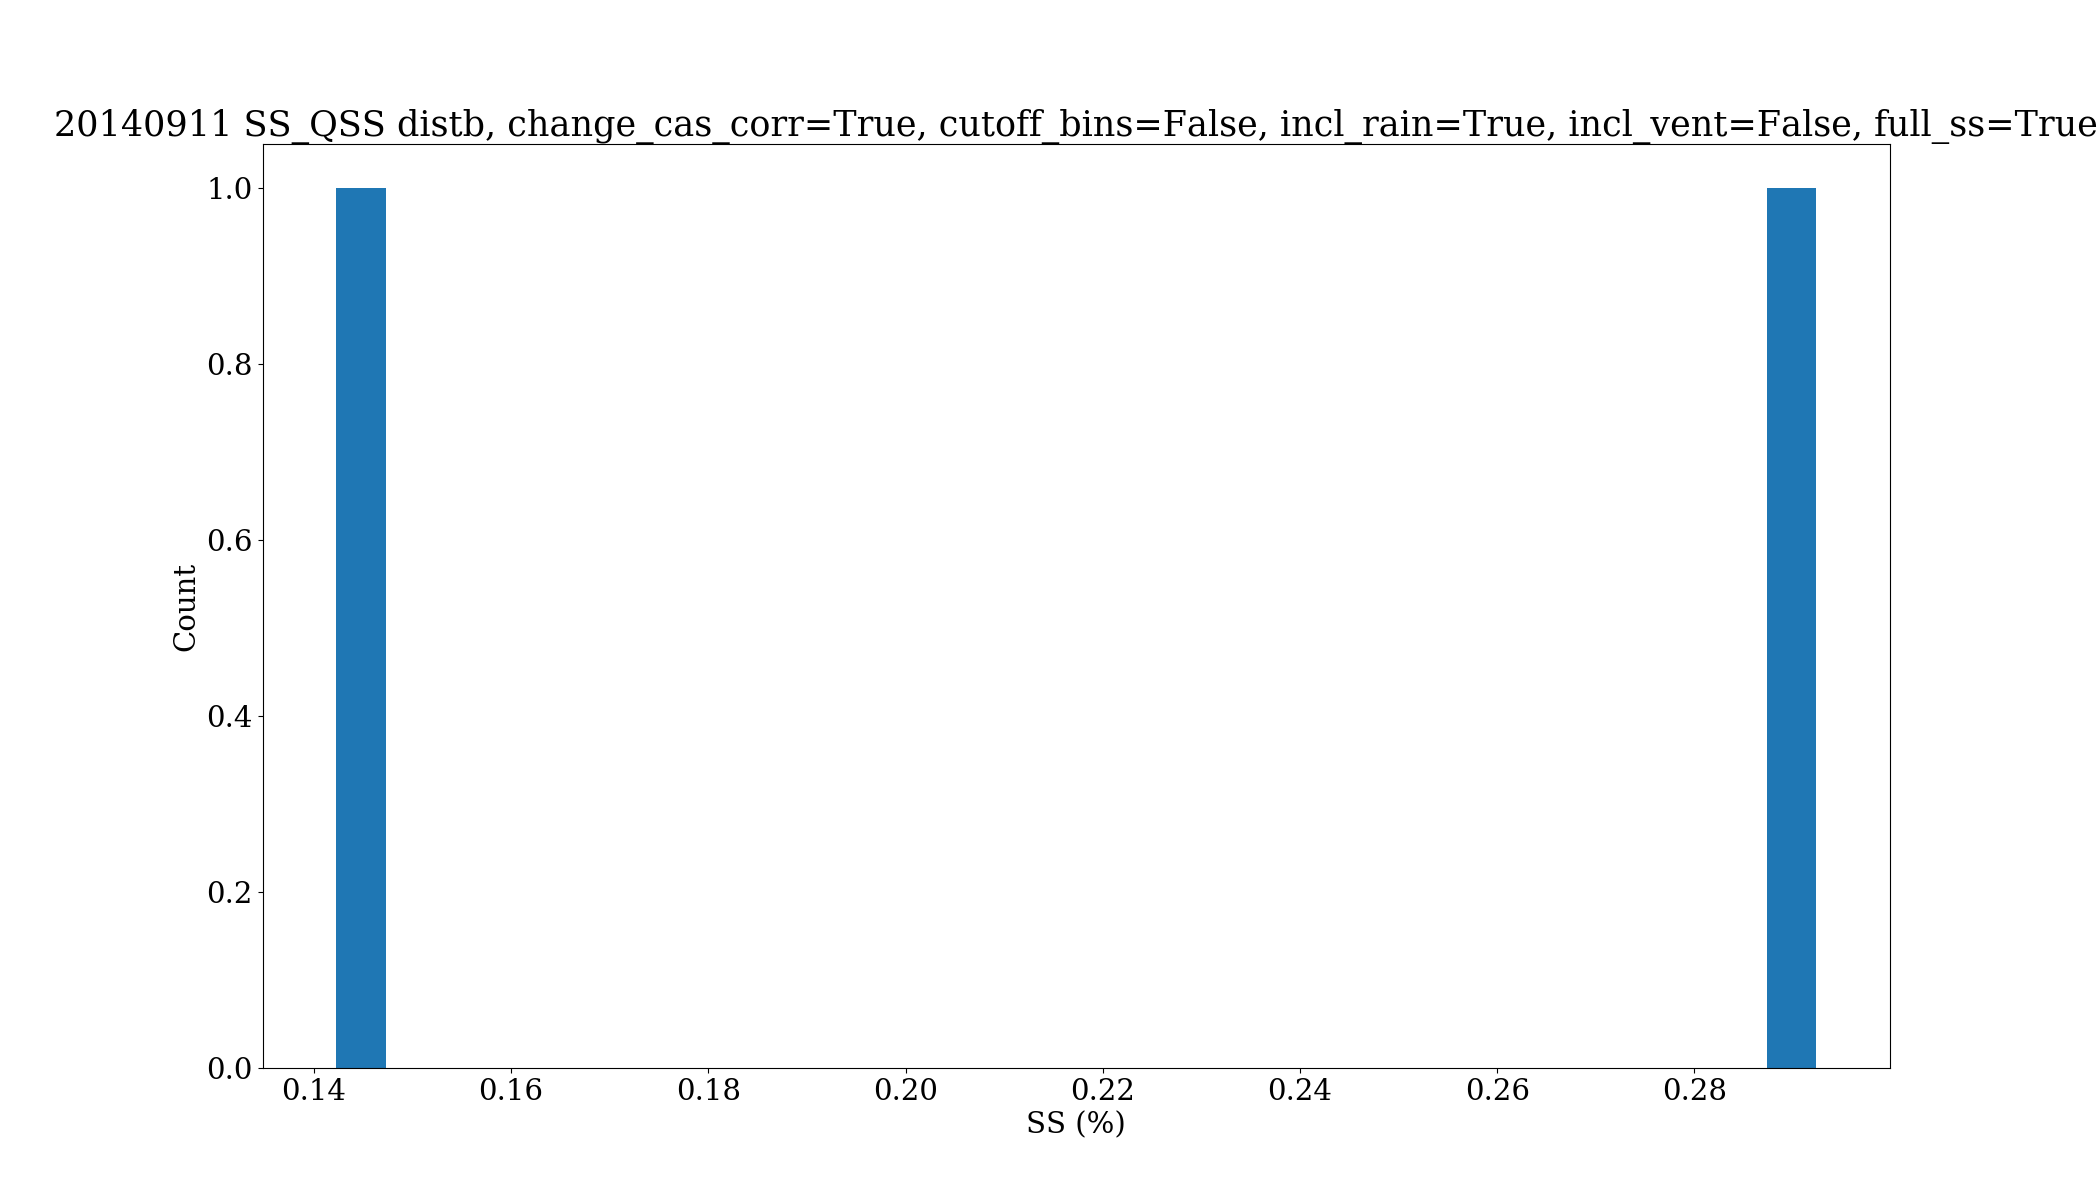 20140911 SS_QSS distb, change_cas_corr=True, cutoff_bins=False, incl_rain=True, incl_vent=False, full_ss=True
1.0
0.8
0.6
0.4
0.2
0.0
Count
0.14 0.16 0.18 0.20 0.22 0.24 0.26 0.28
SS (%)